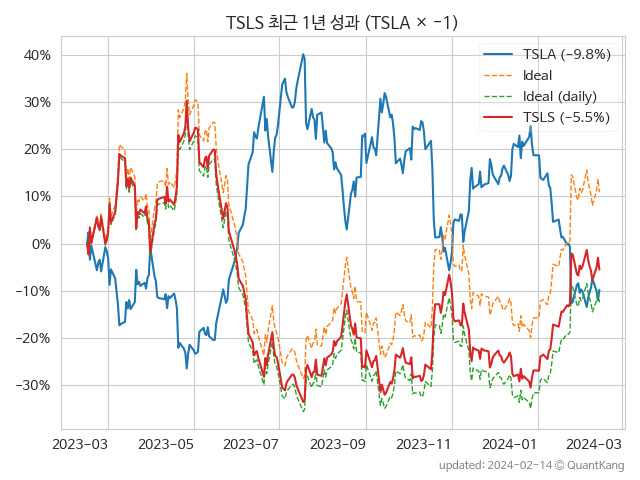 TSLS 최근 1년 성과 (TSLA × −1)
TSLA (−9.8%)
Ideal
Ideal (daily)
TSLS (−5.5%)
40%
30%
20%
10%
0%
−10%
−20%
−30%
2023-03
2023-05
2023-07
2023-09
2023-11
2024-01
2024-03
updated: 2024-02-14 © QuantKang